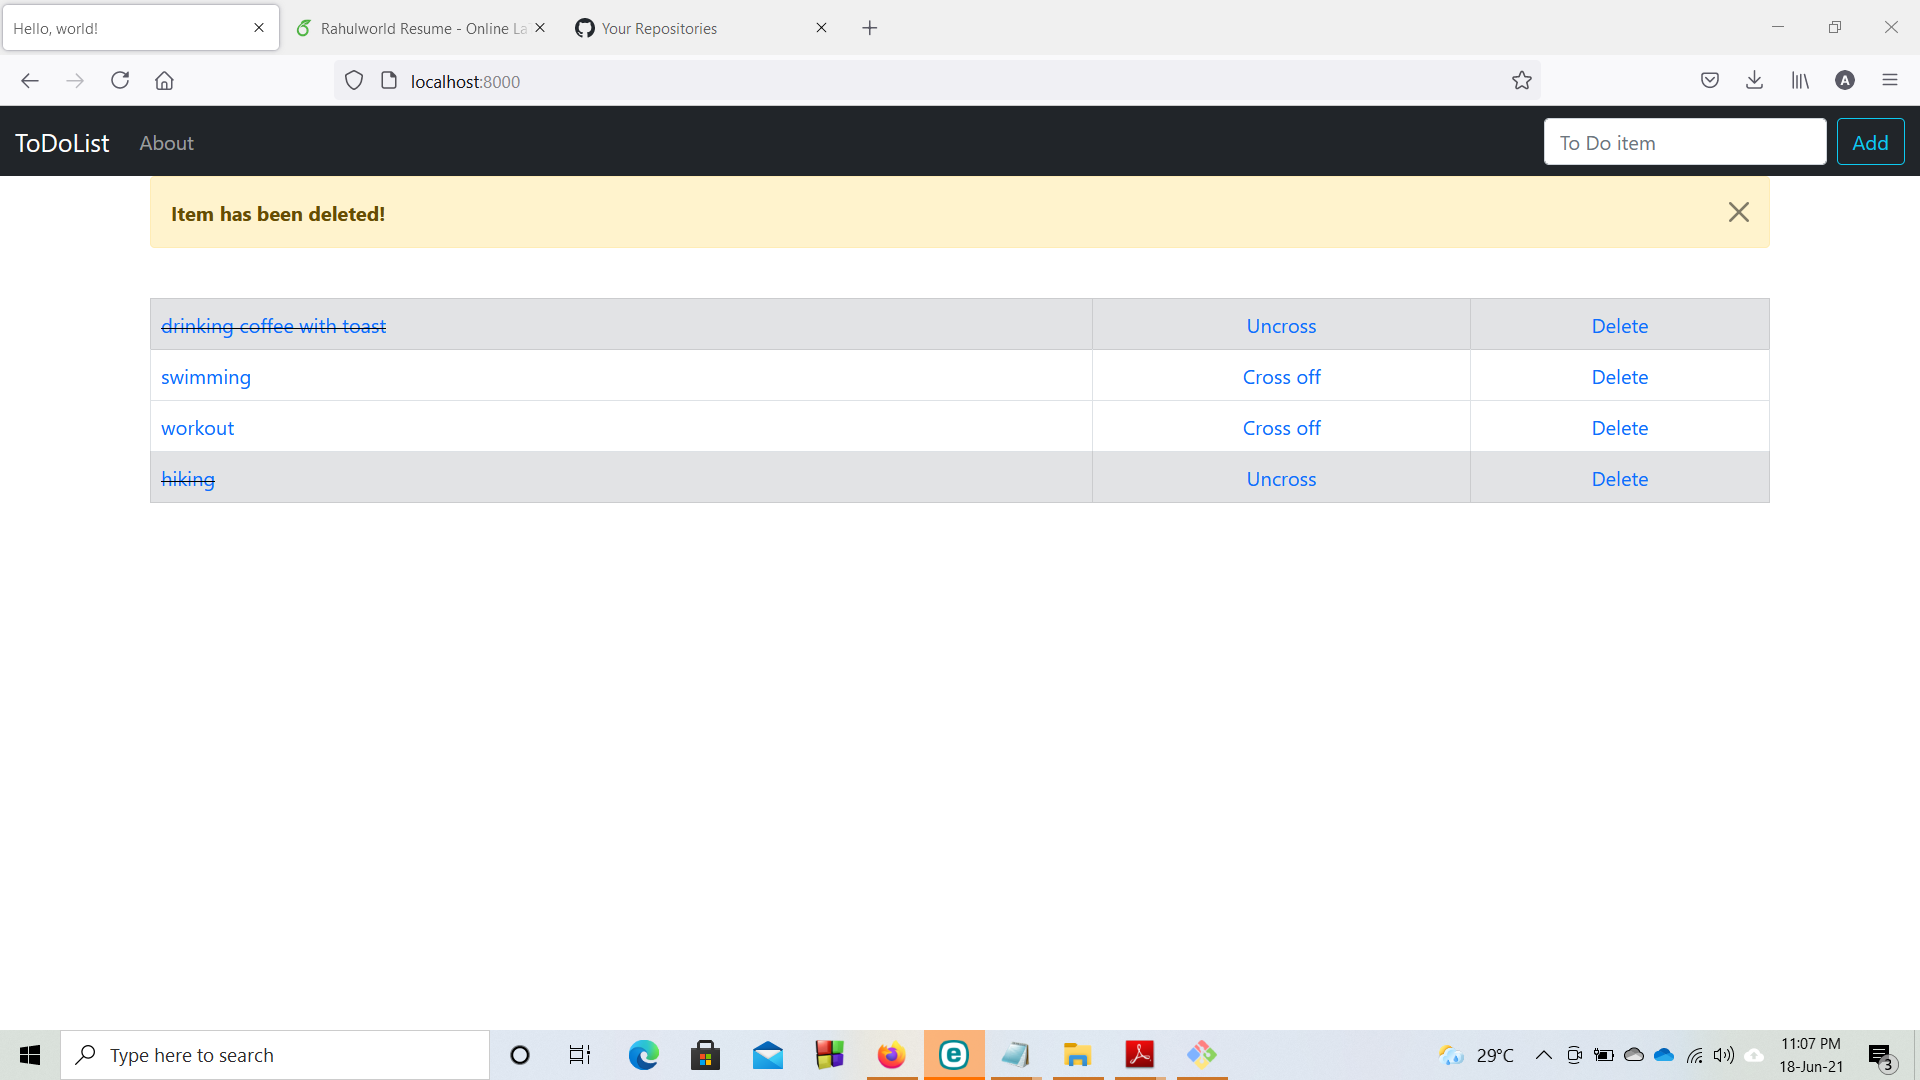 Hello, world!
Rahulworld Resume - Online La
Your Repositories
localhost:8000
A
ToDoList
About
To Do item
Add
Item has been deleted!
drinking coffee with toast
Uncross
Delete
swimming
Cross off
Delete
workout
Cross off
Delete
hiking
Uncross
Delete
Type here to search
e
29°C
11:07 PM
18-Jun-21
3